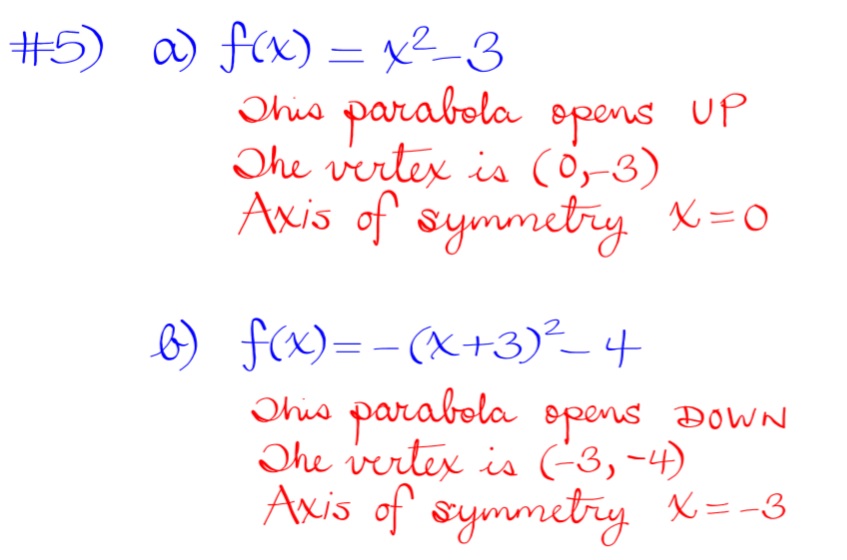 #5) a) f(x) = x²-3
This parabola opens UP
The vertex is (0,-3)
Axis of symmetry x=0
b) f(x)= -(x+3)²-4
This parabola opens DOWN
The vertex is (-3,-4)
Axis of symmetry x=-3